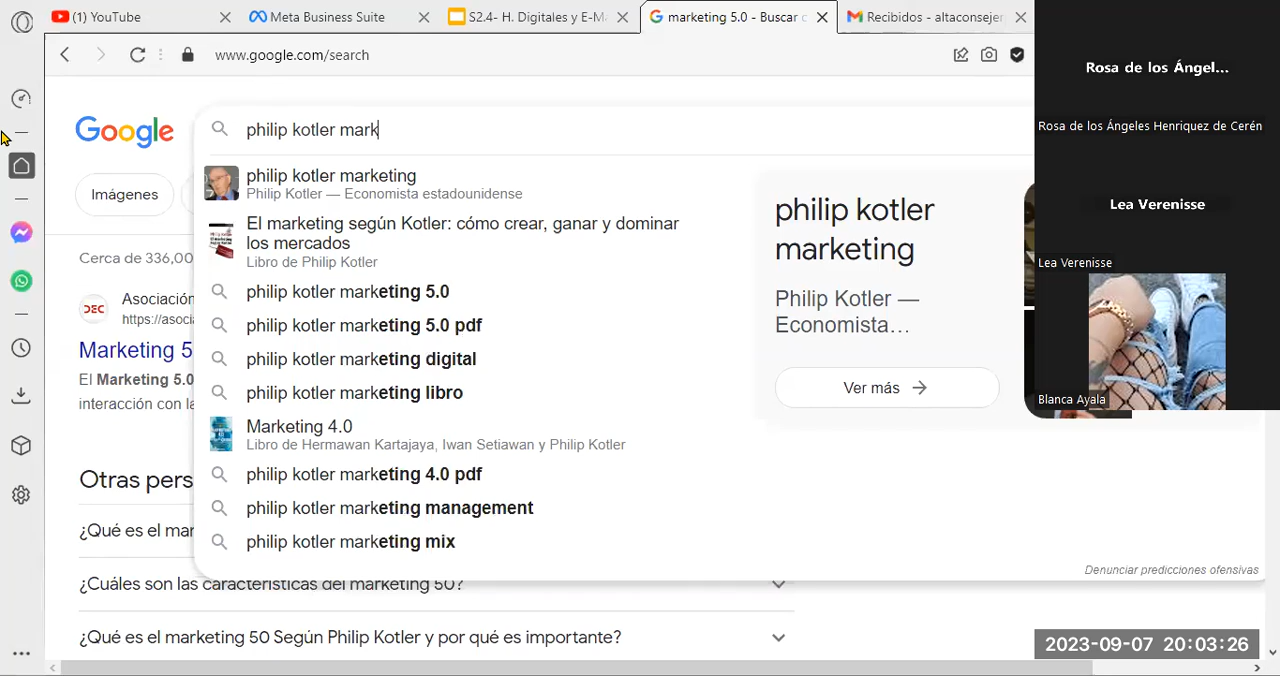 (1) YouTube
Meta Business Suite
S2.4- H. Digitales y E-Ma
marketing 5.0 - Buscar c
Recibidos - altaconsejer
www.google.com/search
Google
philip kotler mark
Imágenes
philip kotler marketing
Philip Kotler — Economista estadounidense
El marketing según Kotler: cómo crear, ganar y dominar
los mercados
Libro de Philip Kotler
philip kotler marketing 5.0
philip kotler marketing 5.0 pdf
philip kotler marketing digital
philip kotler marketing libro
Marketing 4.0
Libro de Hermawan Kartajaya, Iwan Setiawan y Philip Kotler
philip kotler marketing 4.0 pdf
philip kotler marketing management
philip kotler marketing mix
philip kotler
marketing
Philip Kotler —
Economista…
Ver más
Denunciar predicciones ofensivas
Cerca de 336,00
DEC
Asociación
https://asocia
Marketing 5
El Marketing 5.0
interacción con la
Otras pers
¿Qué es el mar
¿Cuáles son las características del marketing 50?
¿Qué es el marketing 50 Según Philip Kotler y por qué es importante?
Rosa de los Ángel...
Rosa de los Ángeles Henriquez de Cerén
Lea Verenisse
Lea Verenisse
Blanca Ayala
2023-09-07 20:03:26